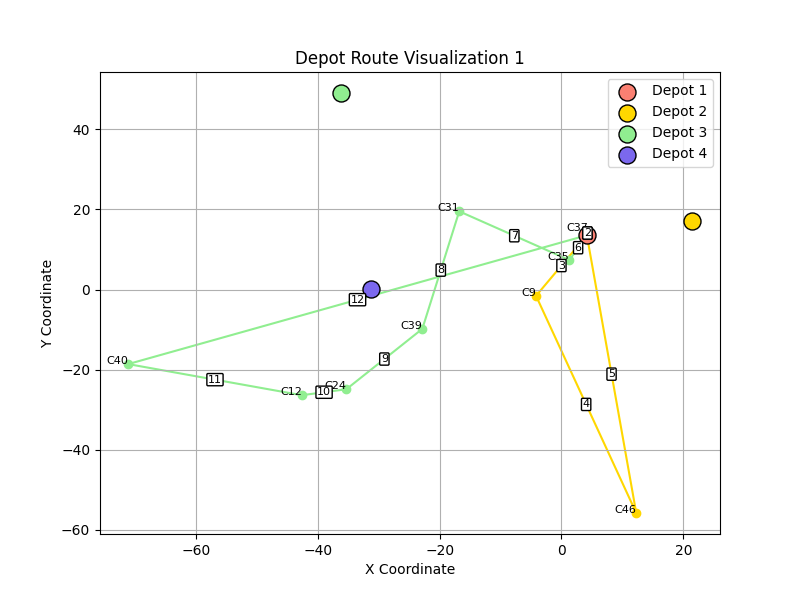 Depot Route Visualization 1
Depot 1
Depot 2
Depot 3
Depot 4
Y Coordinate
40
20
0
−20
−40
−60
C31
C37
2
7
6
C35
3
8
C9
12
C39
C40
9
11
5
C12
10
C24
4
C46
−60
−40
−20
0
20
X Coordinate